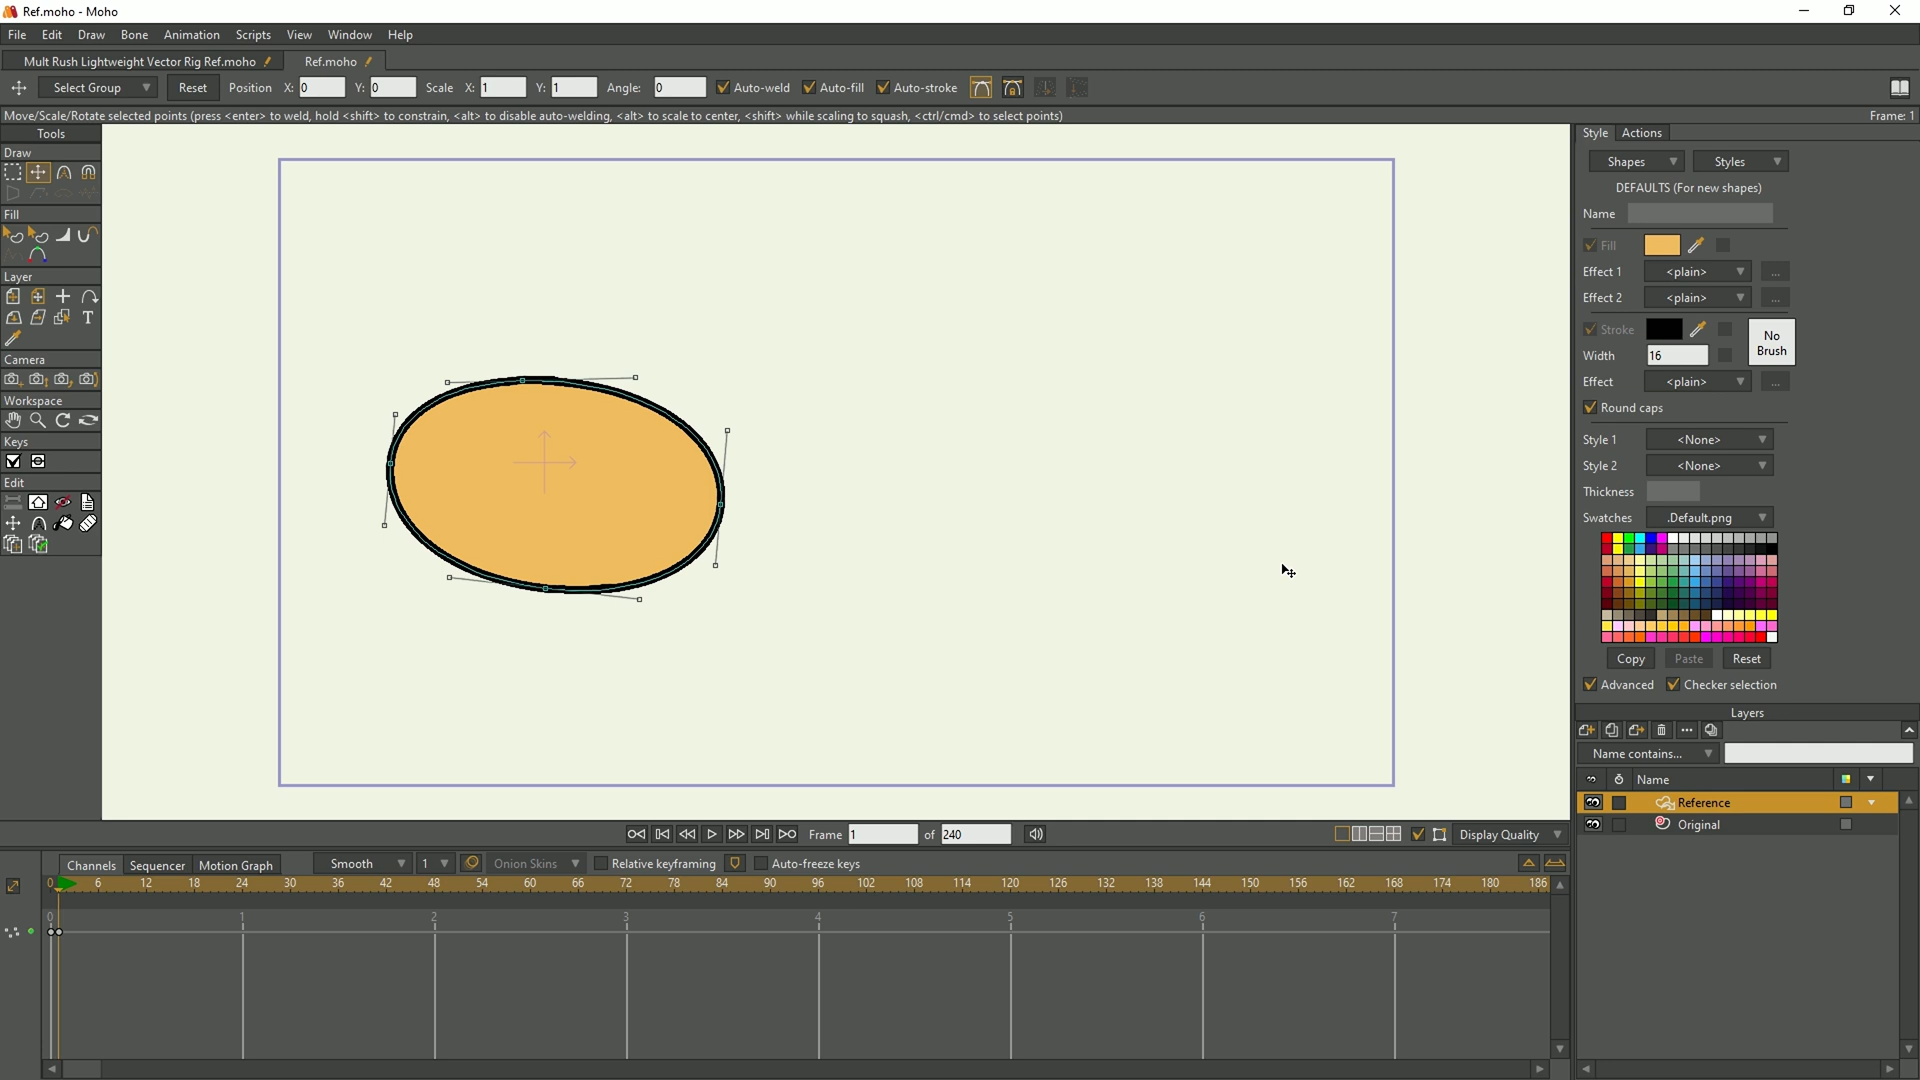 Ref.moho - Moho
File Edit Draw Bone Animation Scripts View Window Help
Mult Rush Lightweight Vector Rig Ref.moho Ref.moho
Select Group Reset Position X: 0 Y: 0 Scale X: 1 Y: 1 Angle: 0 Auto-weld Auto-fill Auto-stroke
Move/Scale/Rotate selected points (press <enter> to weld, hold <shift> to constrain, <alt> to disable auto-welding, <alt> to scale to center, <shift> while scaling to squash, <ctrl/cmd> to select points) Frame: 1
Tools
Draw
Fill
Layer
T
Camera
Workspace
Keys
Edit
Style Actions
Shapes Styles
DEFAULTS (For new shapes)
Name
Fill
Effect 1 <plain> ...
Effect 2 <plain> ...
Stroke No Brush
Width 16
Effect <plain> ...
Round caps
Style 1 <None>
Style 2 <None>
Thickness
Swatches .Default.png
Copy Paste Reset
Advanced Checker selection
Layers
Name contains...
Name
Reference
Original
Frame 1 of 240 Display Quality
Channels Sequencer Motion Graph Smooth 1 Onion Skins Relative keyframing Auto-freeze keys
0 6 12 18 24 30 36 42 48 54 60 66 72 78 84 90 96 102 108 114 120 126 132 138 144 150 156 162 168 174 180 186
0 1 2 3 4 5 6 7